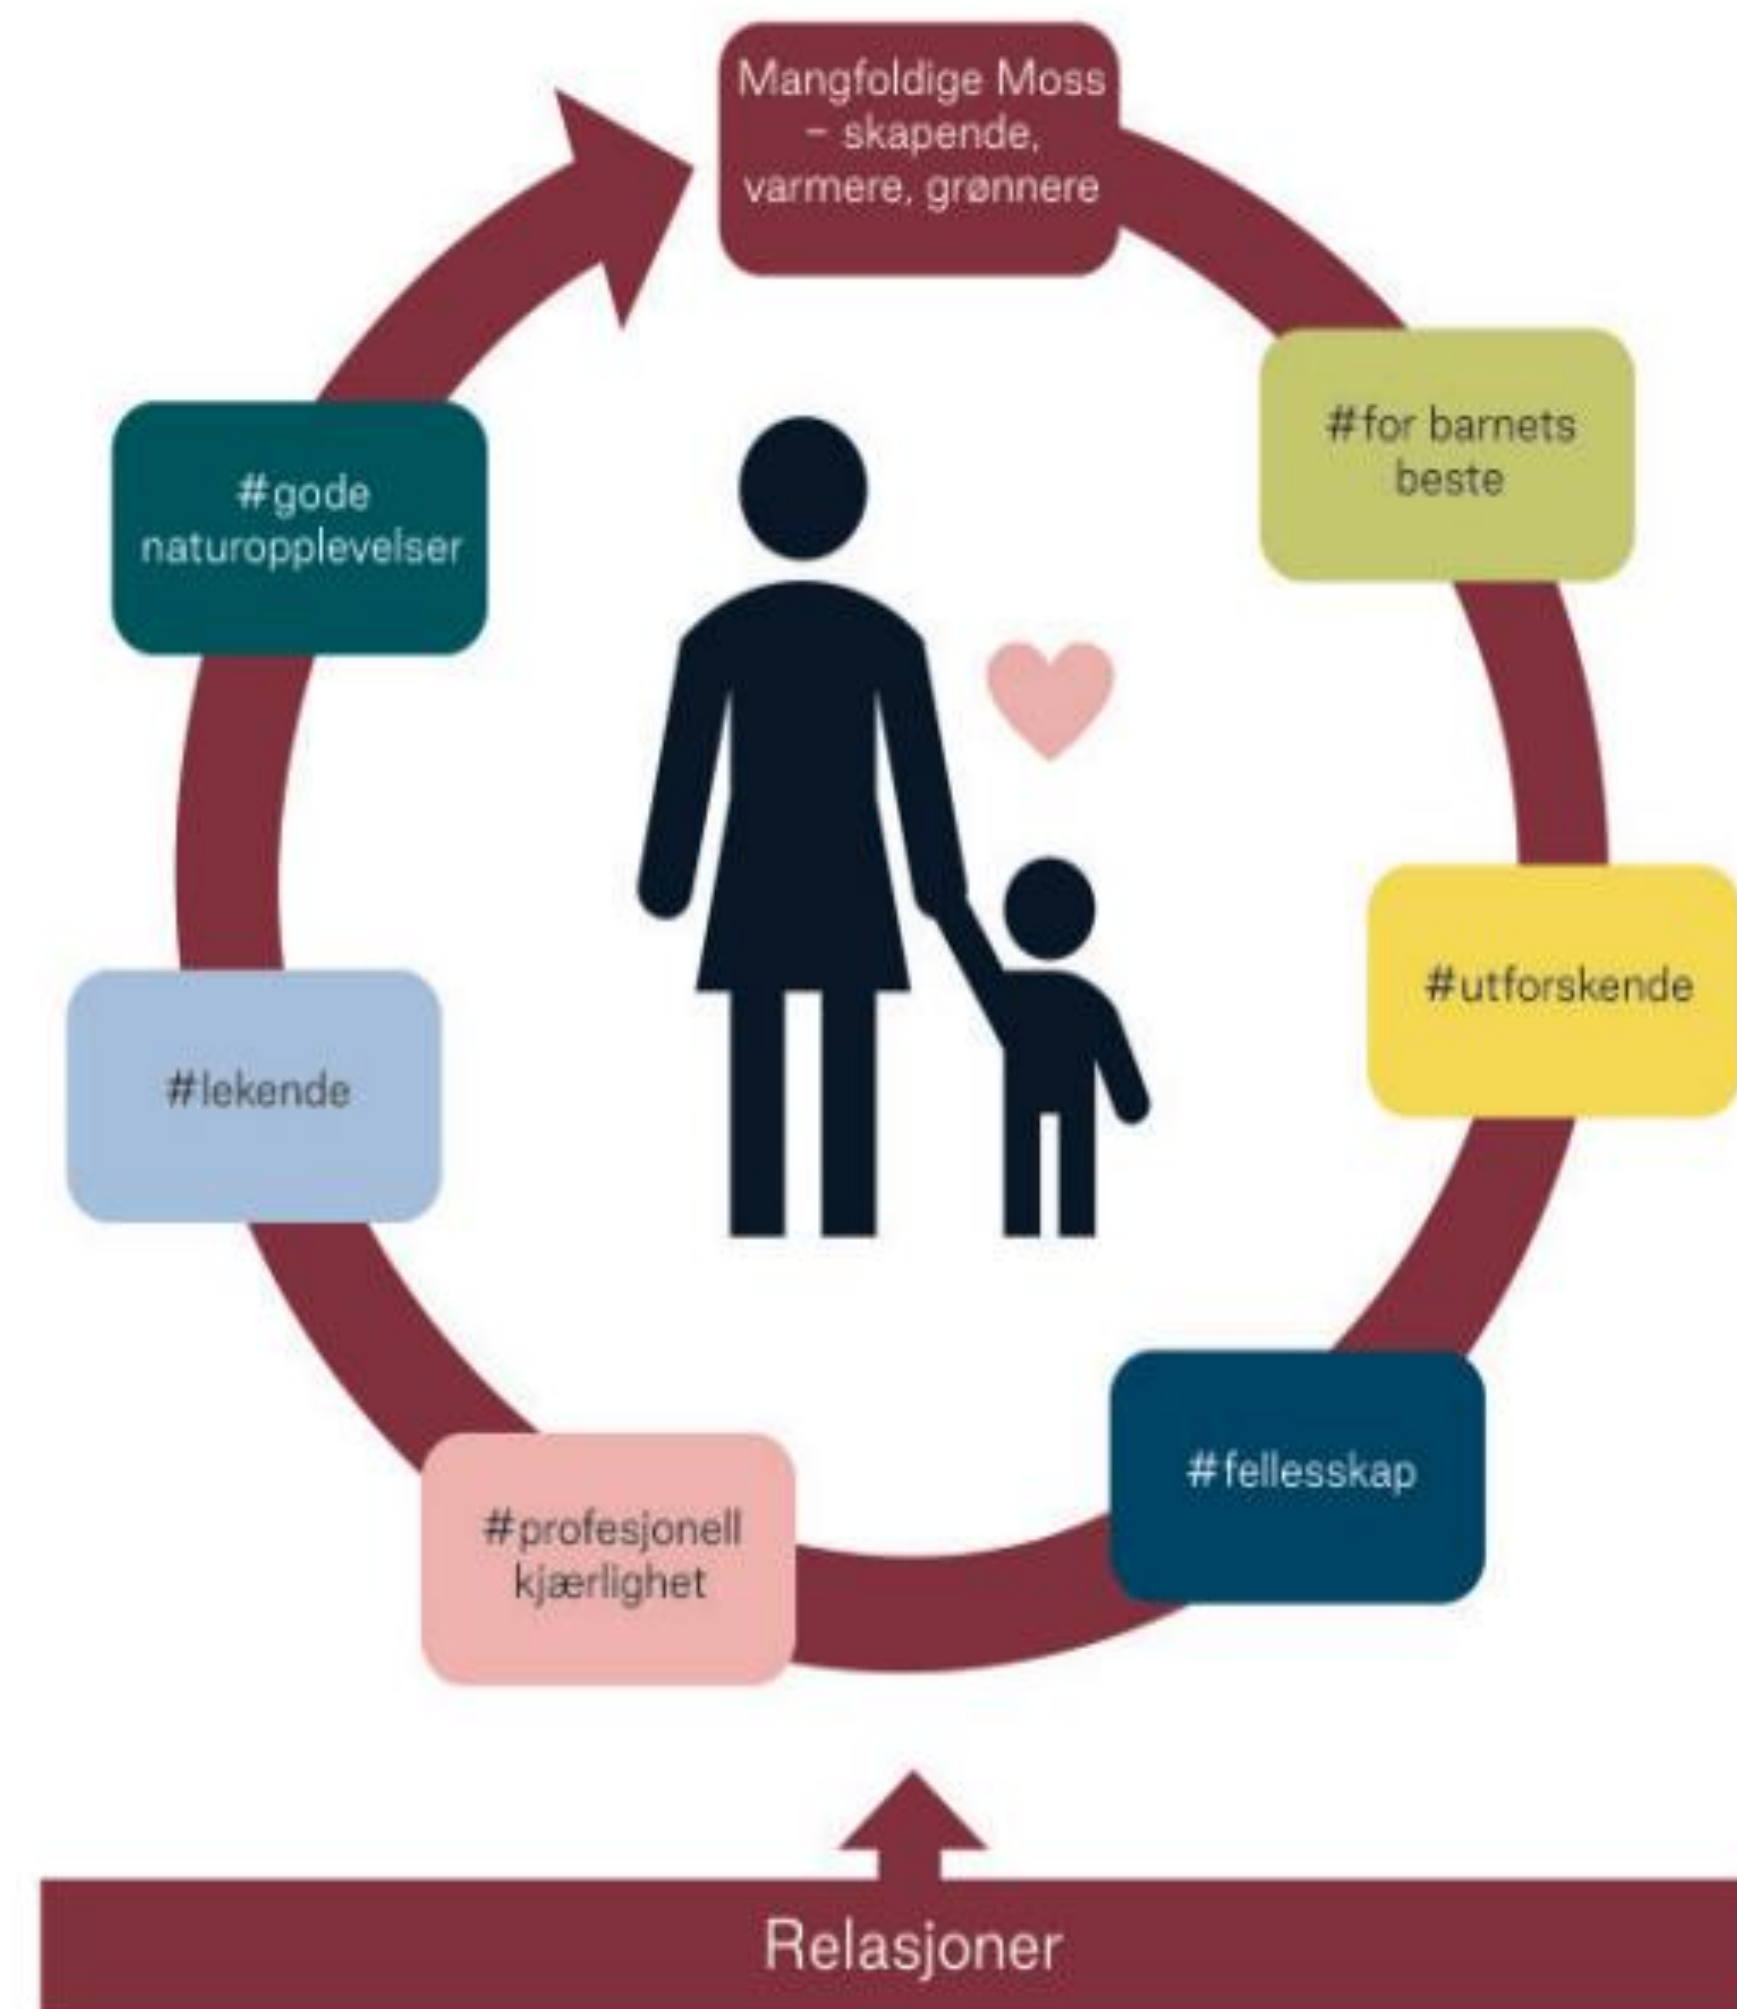 Mangfoldige Moss
– skapende,
varmere, grønnere
#for barnets
beste
#utforskende
#fellesskap
#profesjonell
kjærlighet
#lekende
#gode
naturopplevelser
Relasjoner